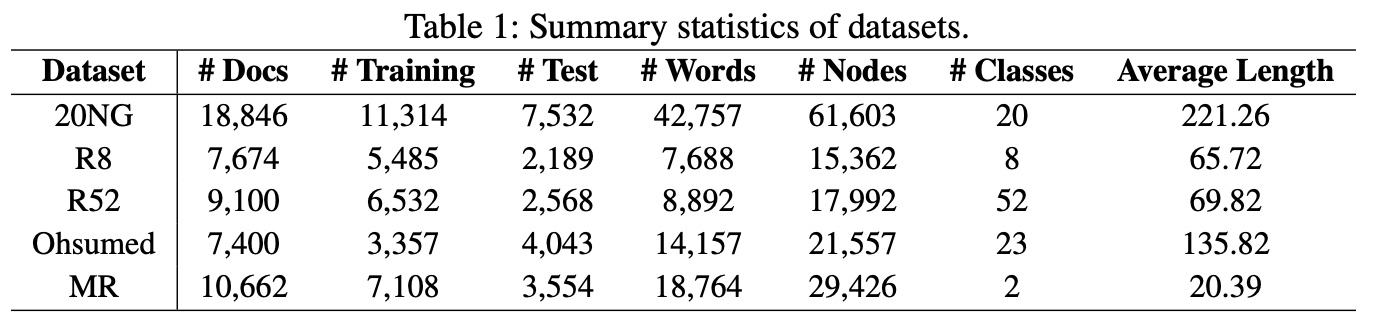 Table 1: Summary statistics of datasets.
Dataset # Docs # Training # Test # Words # Nodes # Classes Average Length
20NG 18,846 11,314 7,532 42,757 61,603 20 221.26
R8 7,674 5,485 2,189 7,688 15,362 8 65.72
R52 9,100 6,532 2,568 8,892 17,992 52 69.82
Ohsumed 7,400 3,357 4,043 14,157 21,557 23 135.82
MR 10,662 7,108 3,554 18,764 29,426 2 20.39